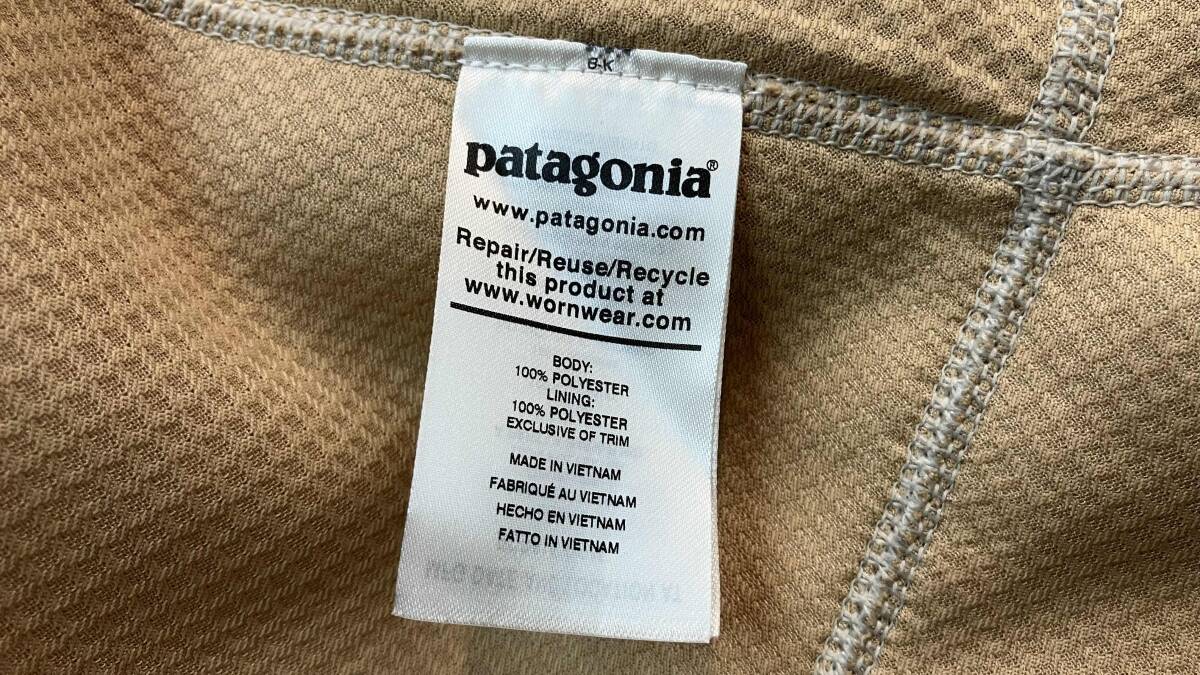 6-K
patagonia®
www.patagonia.com
Repair/Reuse/Recycle
this product at
www.wornwear.com
BODY:
100% POLYESTER
LINING:
100% POLYESTER
EXCLUSIVE OF TRIM
MADE IN VIETNAM
FABRIQUÉ AU VIETNAM
HECHO EN VIETNAM
FATTO IN VIETNAM